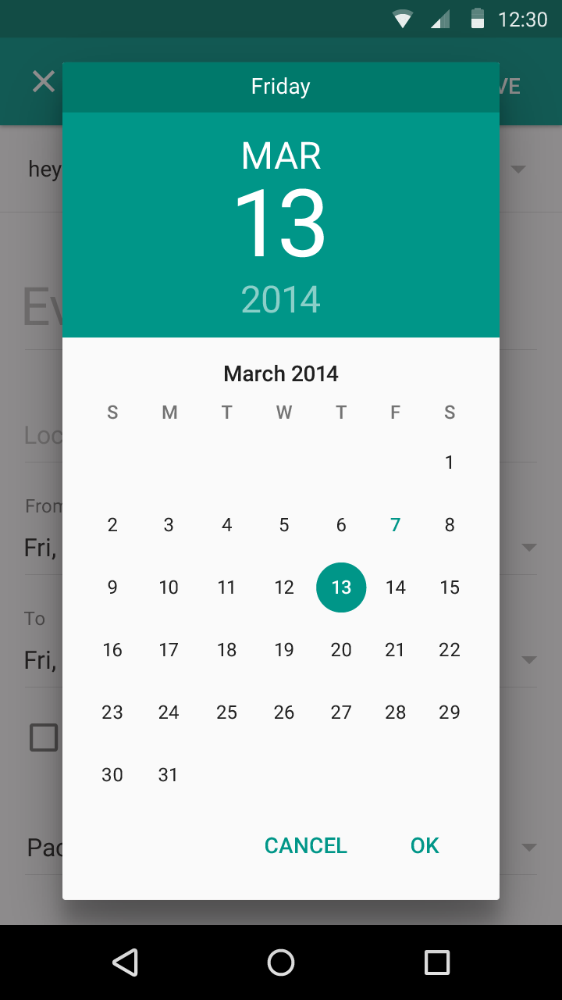 12:30
VE
Friday
MAR
13
2014
hey
Ev
March 2014
S M T W T F S
1
Loc
2 3 4 5 6 7 8
From
Fri,
9 10 11 12 13 14 15
To
16 17 18 19 20 21 22
Fri,
23 24 25 26 27 28 29
30 31
CANCEL OK
Pac